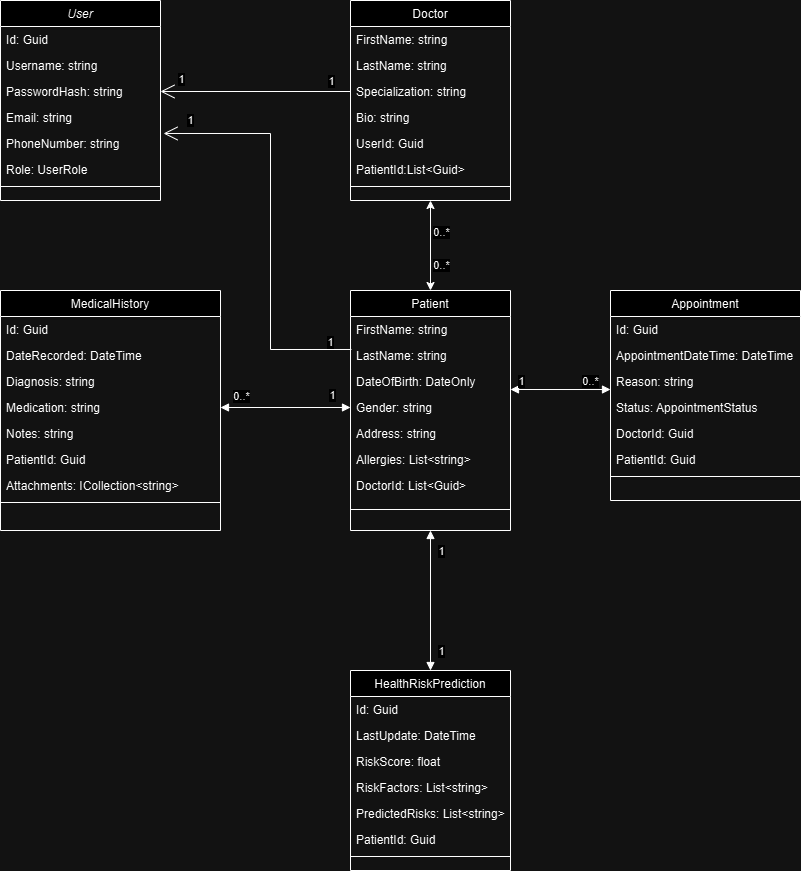 User
Id: Guid
Username: string
PasswordHash: string
Email: string
PhoneNumber: string
Role: UserRole
Doctor
FirstName: string
LastName: string
Specialization: string
Bio: string
UserId: Guid
PatientId:List<Guid>
1
1
1
1
0..*
0..*
MedicalHistory
Id: Guid
DateRecorded: DateTime
Diagnosis: string
Medication: string
Notes: string
PatientId: Guid
Attachments: ICollection<string>
0..*
1
Patient
FirstName: string
LastName: string
DateOfBirth: DateOnly
Gender: string
Address: string
Allergies: List<string>
DoctorId: List<Guid>
1
0..*
Appointment
Id: Guid
AppointmentDateTime: DateTime
Reason: string
Status: AppointmentStatus
DoctorId: Guid
PatientId: Guid
1
1
HealthRiskPrediction
Id: Guid
LastUpdate: DateTime
RiskScore: float
RiskFactors: List<string>
PredictedRisks: List<string>
PatientId: Guid